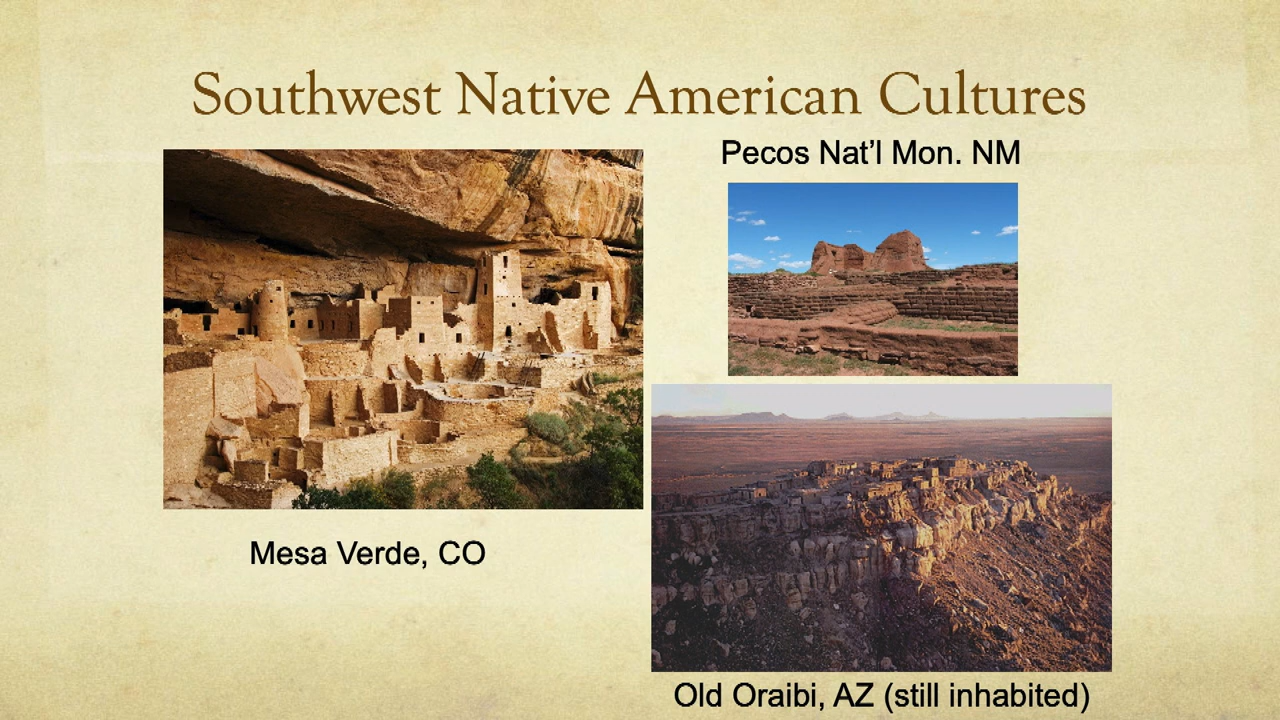 Southwest Native American Cultures
Pecos Nat’l Mon. NM
Mesa Verde, CO
Old Oraibi, AZ (still inhabited)